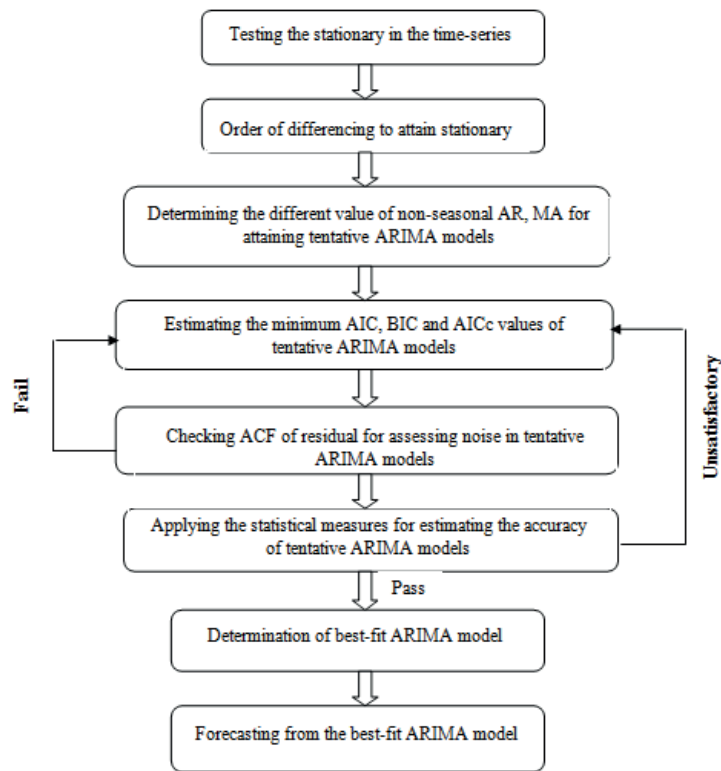 Testing the stationary in the time-series
Order of differencing to attain stationary
Determining the different value of non-seasonal AR, MA for
attaining tentative ARIMA models
Estimating the minimum AIC, BIC and AICc values of
tentative ARIMA models
Fail
Unsatisfactory
Checking ACF of residual for assessing noise in tentative
ARIMA models
Applying the statistical measures for estimating the accuracy
of tentative ARIMA models
Pass
Determination of best-fit ARIMA model
Forecasting from the best-fit ARIMA model